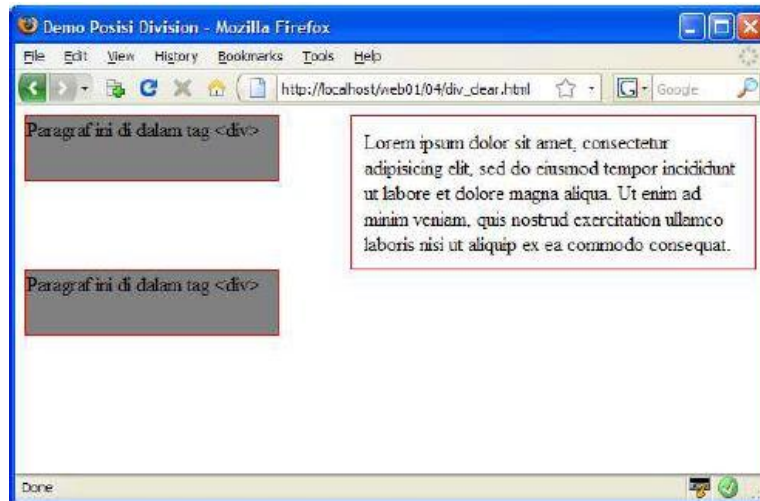 Demo Posisi Division - Mozilla Firefox
File Edit View History Bookmarks Tools Help
http://localhost/web01/04/div_clear.html G Google
Paragraf ini di dalam tag <div>
Lorem ipsum dolor sit amet, consectetur
adipisicing elit, sed do eiusmod tempor incididunt
ut labore et dolore magna aliqua. Ut enim ad
minim veniam, quis nostrud exercitation ullamco
laboris nisi ut aliquip ex ea commodo consequat.
Paragraf ini di dalam tag <div>
Done